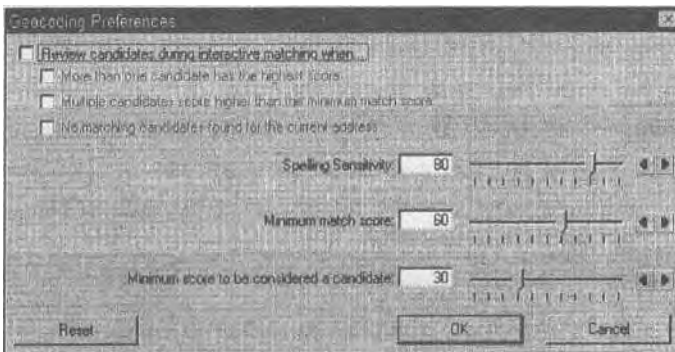 Geocoding Preferences
Review candidates during interactive matching when...
More than one candidate has the highest score
Multiple candidates score higher than the minimum match score
No matching candidates found for the current address
Spelling Sensitivity: 80
Minimum match score: 60
Minimum score to be considered a candidate: 30
Reset OK Cancel